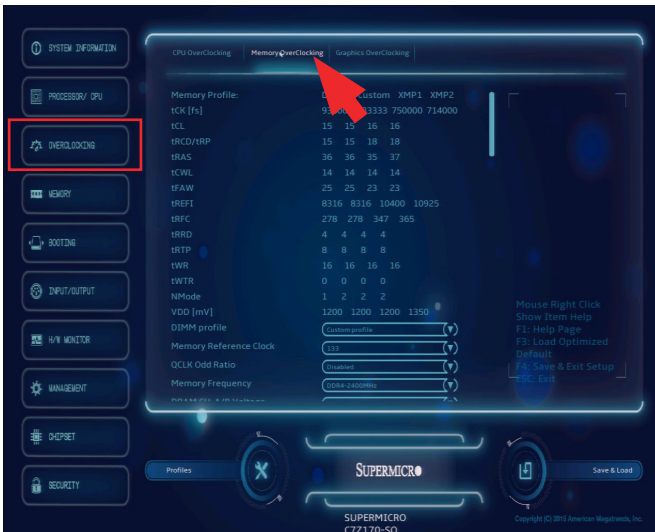 SYSTEM INFORMATION
PROCESSOR/ CPU
OVERCLOCKING
MEMORY
BOOTING
INPUT/OUTPUT
H/W MONITOR
MANAGEMENT
CHIPSET
SECURITY
CPU OverClocking MemoryOverClocking Graphics OverClocking
Memory Profile: Custom XMP1 XMP2
tCK [fs] 750000 714000
tCL 15 15 16 16
tRCD/tRP 15 15 18 18
tRAS 36 36 35 37
tCWL 14 14 14 14
tFAW 25 25 23 23
tREFI 8316 8316 10400 10925
tRFC 278 278 347 365
tRRD 4 4 4 4
tRTP 8 8 8 8
tWR 16 16 16 16
tWTR 0 0 0 0
NMode 1 2 2 2
VDD [mV] 1200 1200 1200 1350
DIMM profile Custom profile
Memory Reference Clock 133
QCLK Odd Ratio Disabled
Memory Frequency DDR4-2400MHz
Mouse Right Click
Show Item Help
F1: Help Page
F3: Load Optimized
Default
F4: Save & Exit Setup
ESC: Exit
Profiles
SUPERMICRO
Save & Load
SUPERMICRO
C7Z170-SQ
Copyright (C) 2015 American Megatrends, Inc.